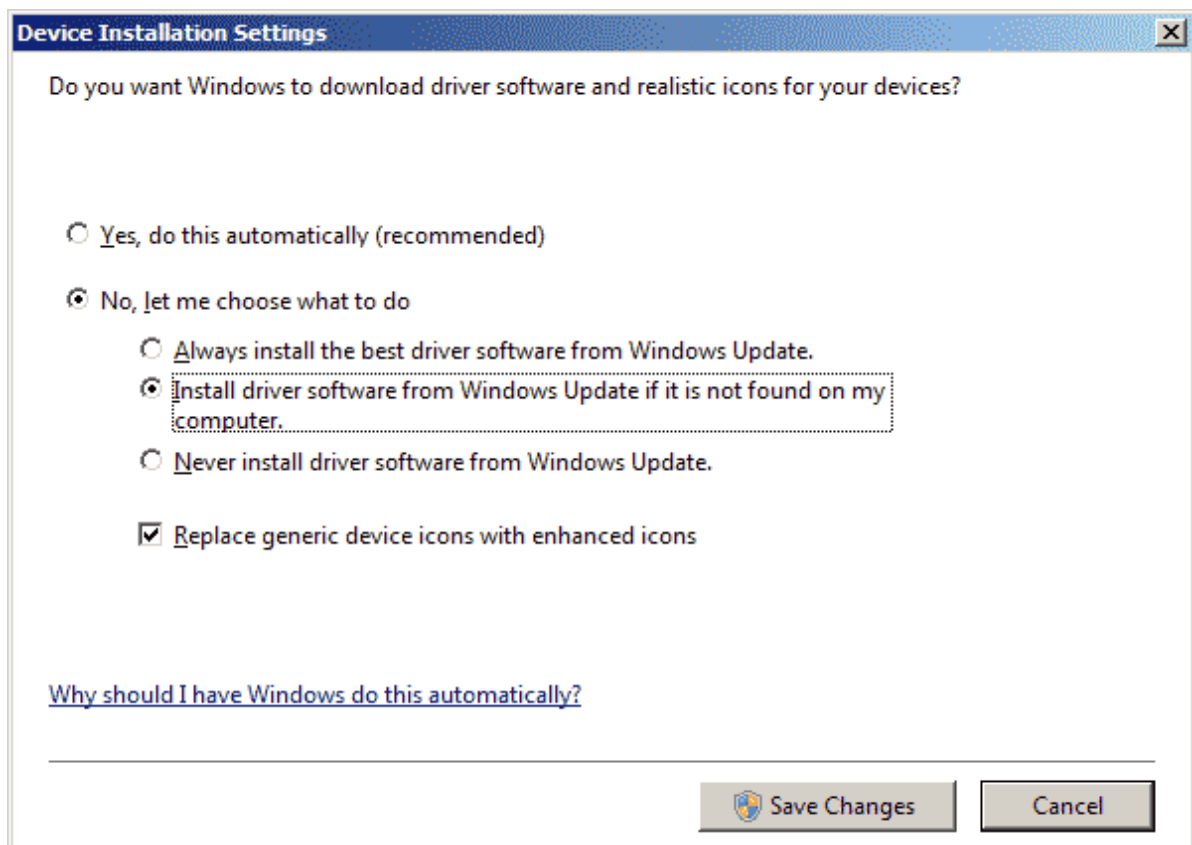 Device Installation Settings
Do you want Windows to download driver software and realistic icons for your devices?
Yes, do this automatically (recommended)
No, let me choose what to do
Always install the best driver software from Windows Update.
Install driver software from Windows Update if it is not found on my
computer.
Never install driver software from Windows Update.
Replace generic device icons with enhanced icons
Why should I have Windows do this automatically?
Save Changes
Cancel